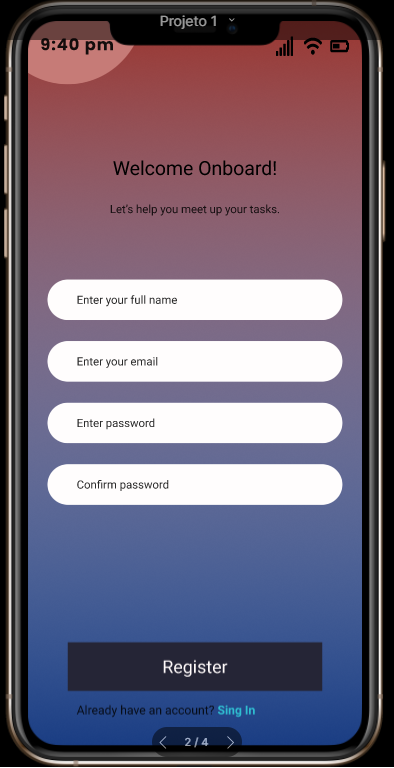 Projeto 1
9:40 pm
Welcome Onboard!
Let's help you meet up your tasks.
Enter your full name
Enter your email
Enter password
Confirm password
Register
Already have an account? Sing In
2 / 4